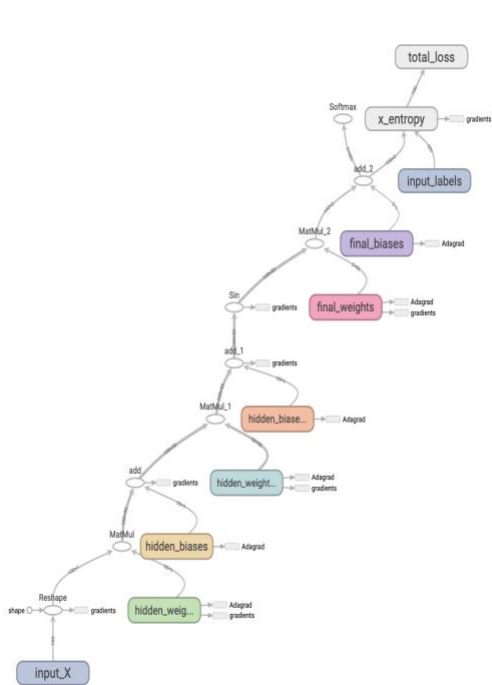 total_loss
Softmax
x_entropy
gradients
add_2
input_labels
MatMul_2
final_biases
Adagrad
Sin
gradients
final_weights
Adagrad
gradients
add_1
gradients
MatMul_1
hidden_biase...
Adagrad
add
gradients
hidden_weight...
Adagrad
gradients
MatMul
hidden_biases
Adagrad
Reshape
shape
gradients
hidden_weig...
Adagrad
gradients
input_X